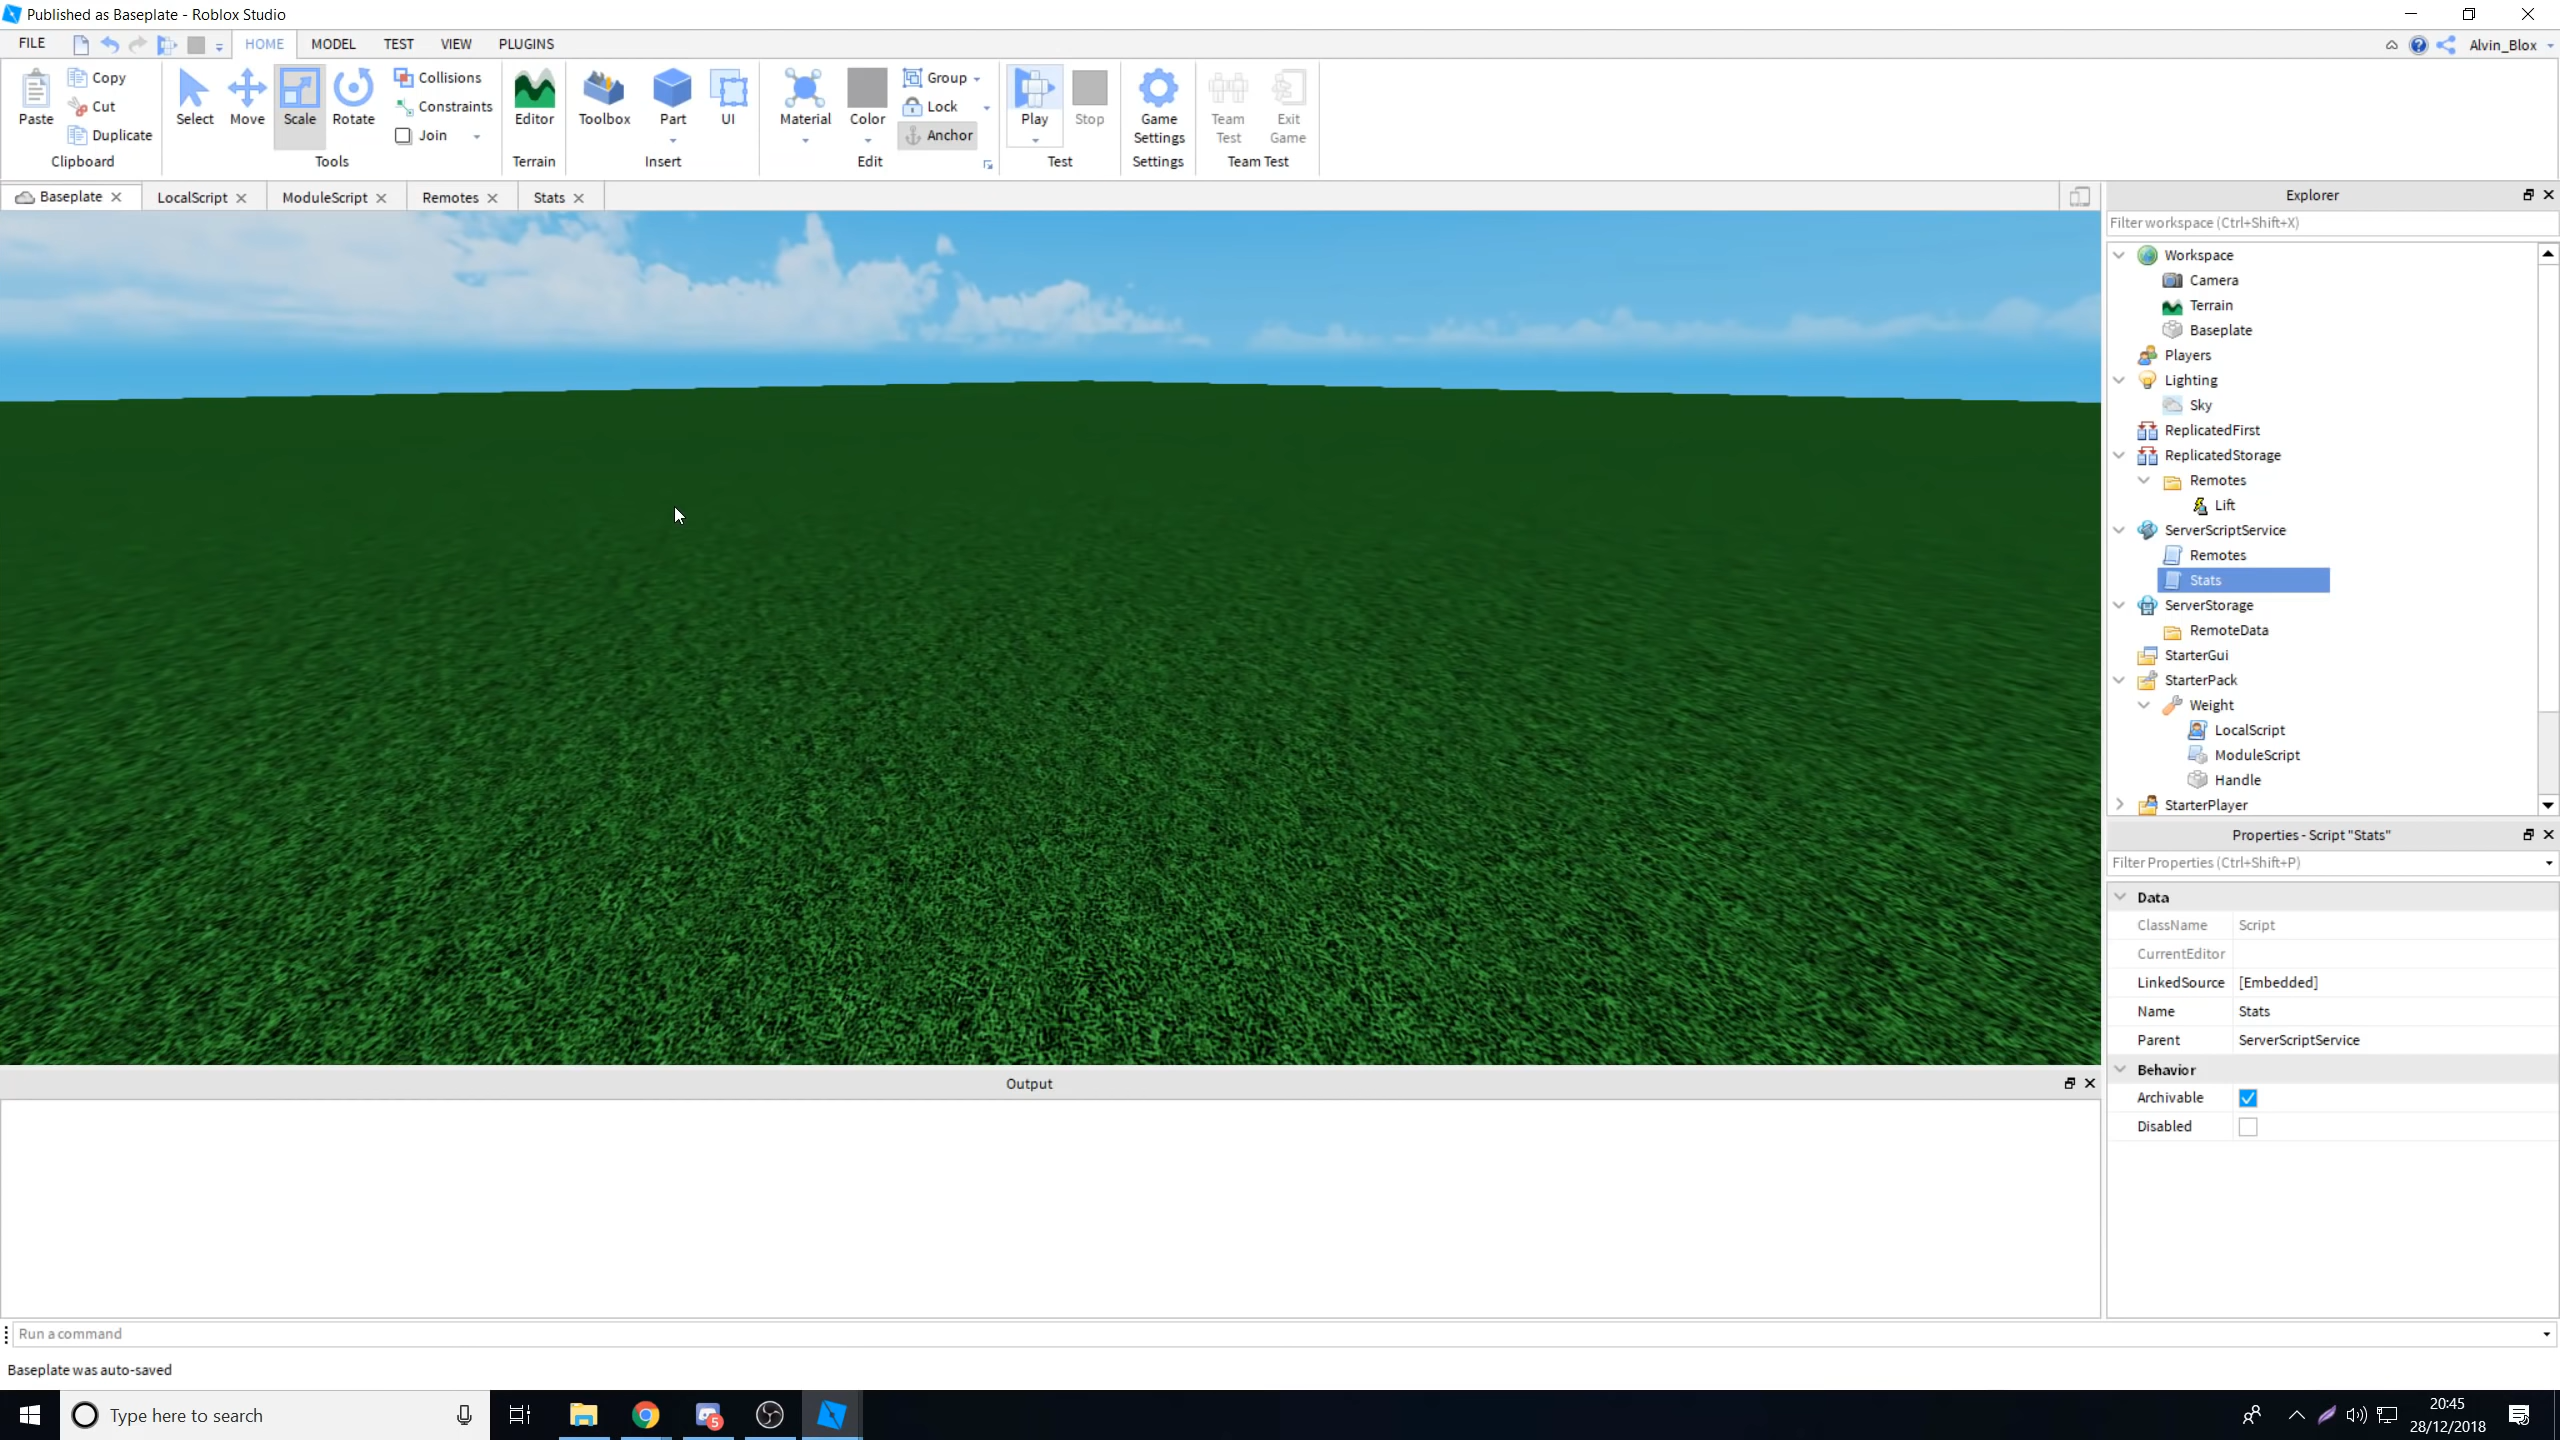 Published as Baseplate - Roblox Studio
FILE
HOME
MODEL
TEST
VIEW
PLUGINS
Alvin_Blox
Paste
Copy
Cut
Duplicate
Clipboard
Select
Move
Scale
Rotate
Collisions
Constraints
Join
Tools
Editor
Terrain
Toolbox
Part
UI
Insert
Material
Color
Group
Lock
Anchor
Edit
Play
Stop
Test
Game
Settings
Settings
Team
Test
Exit
Game
Team Test
Baseplate
LocalScript
ModuleScript
Remotes
Stats
Explorer
Filter workspace (Ctrl+Shift+X)
Workspace
Camera
Terrain
Baseplate
Players
Lighting
Sky
ReplicatedFirst
ReplicatedStorage
Remotes
Lift
ServerScriptService
Remotes
Stats
ServerStorage
RemoteData
StarterGui
StarterPack
Weight
LocalScript
ModuleScript
Handle
StarterPlayer
Properties - Script "Stats"
Filter Properties (Ctrl+Shift+P)
Data
ClassName Script
CurrentEditor
LinkedSource [Embedded]
Name Stats
Parent ServerScriptService
Behavior
Archivable
Disabled
Output
Run a command
Baseplate was auto-saved
Type here to search
5
20:45
28/12/2018